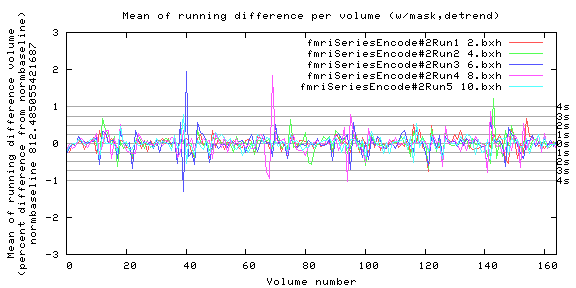 Mean of running difference per volume (w/mask,detrend)
Mean of running difference volume
(percent difference from normbaseline)
normbaseline 812.485055421687
3
2
1
0
-1
-2
-3
fmriSeriesEncode#2Run1 2.bxh
fmriSeriesEncode#2Run2 4.bxh
fmriSeriesEncode#2Run3 6.bxh
fmriSeriesEncode#2Run4 8.bxh
fmriSeriesEncode#2Run5 10.bxh
4s
3s
2s
1s
0s
1s
2s
3s
4s
0 20 40 60 80 100 120 140 160
Volume number